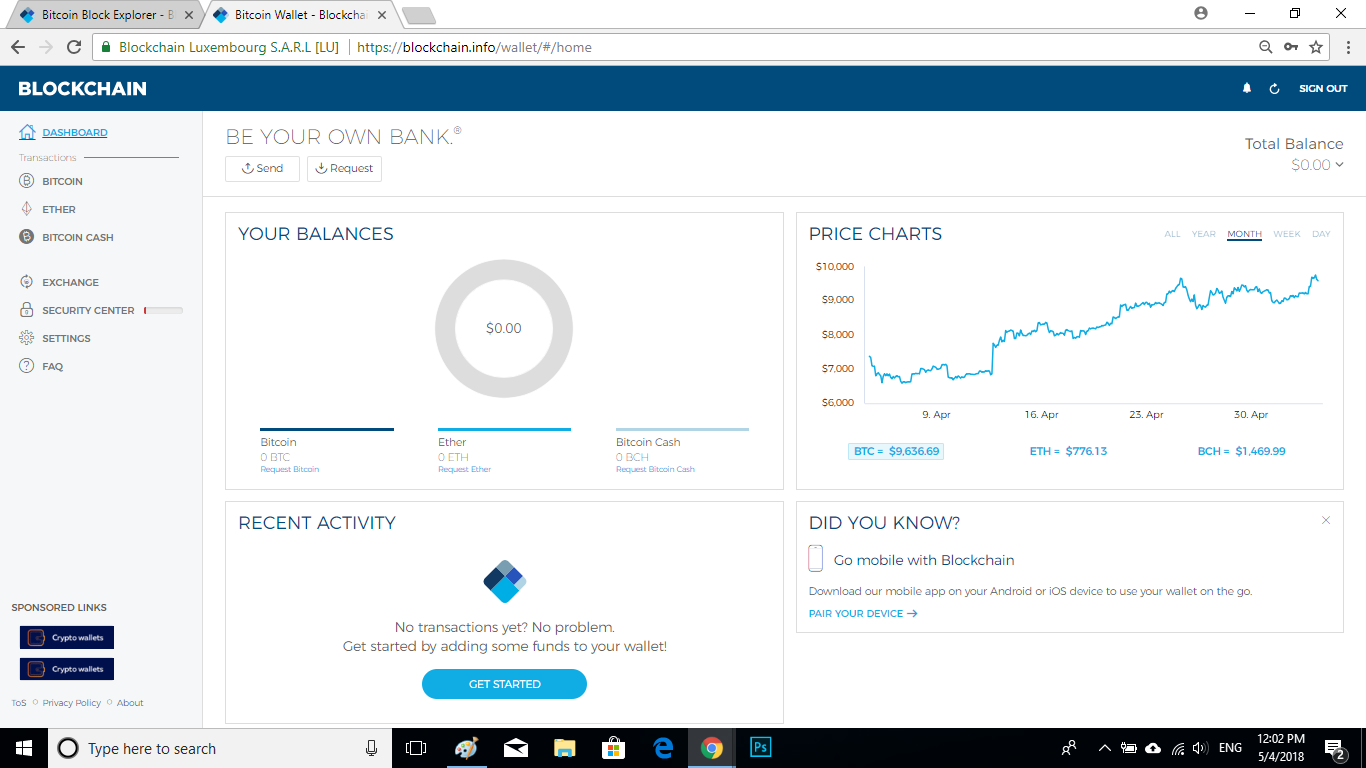 Bitcoin Block Explorer - B
Bitcoin Wallet - Blockchai
Blockchain Luxembourg S.A.R.L [LU]
https://blockchain.info/wallet/#/home
BLOCKCHAIN
SIGN OUT
DASHBOARD
Transactions
BITCOIN
ETHER
BITCOIN CASH
EXCHANGE
SECURITY CENTER
SETTINGS
FAQ
SPONSORED LINKS
Crypto wallets
Crypto wallets
ToS Privacy Policy About
BE YOUR OWN BANK.®
Send Request
Total Balance
$0.00
YOUR BALANCES
$0.00
Bitcoin
0 BTC
Request Bitcoin
Ether
0 ETH
Request Ether
Bitcoin Cash
0 BCH
Request Bitcoin Cash
PRICE CHARTS
ALL YEAR MONTH WEEK DAY
$10,000
$9,000
$8,000
$7,000
$6,000
9. Apr 16. Apr 23. Apr 30. Apr
BTC = $9,636.69 ETH = $776.13 BCH = $1,469.99
RECENT ACTIVITY
No transactions yet? No problem.
Get started by adding some funds to your wallet!
GET STARTED
DID YOU KNOW?
Go mobile with Blockchain
Download our mobile app on your Android or iOS device to use your wallet on the go.
PAIR YOUR DEVICE
Type here to search
Ps
ENG
12:02 PM
5/4/2018
2